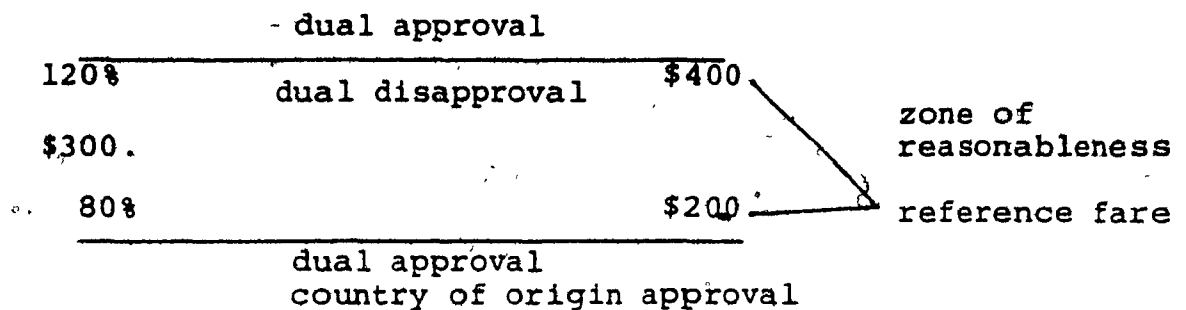 - dual approval
120% $400
dual disapproval
zone of
$300. reasonableness
80% $200 reference fare
dual approval
country of origin approval